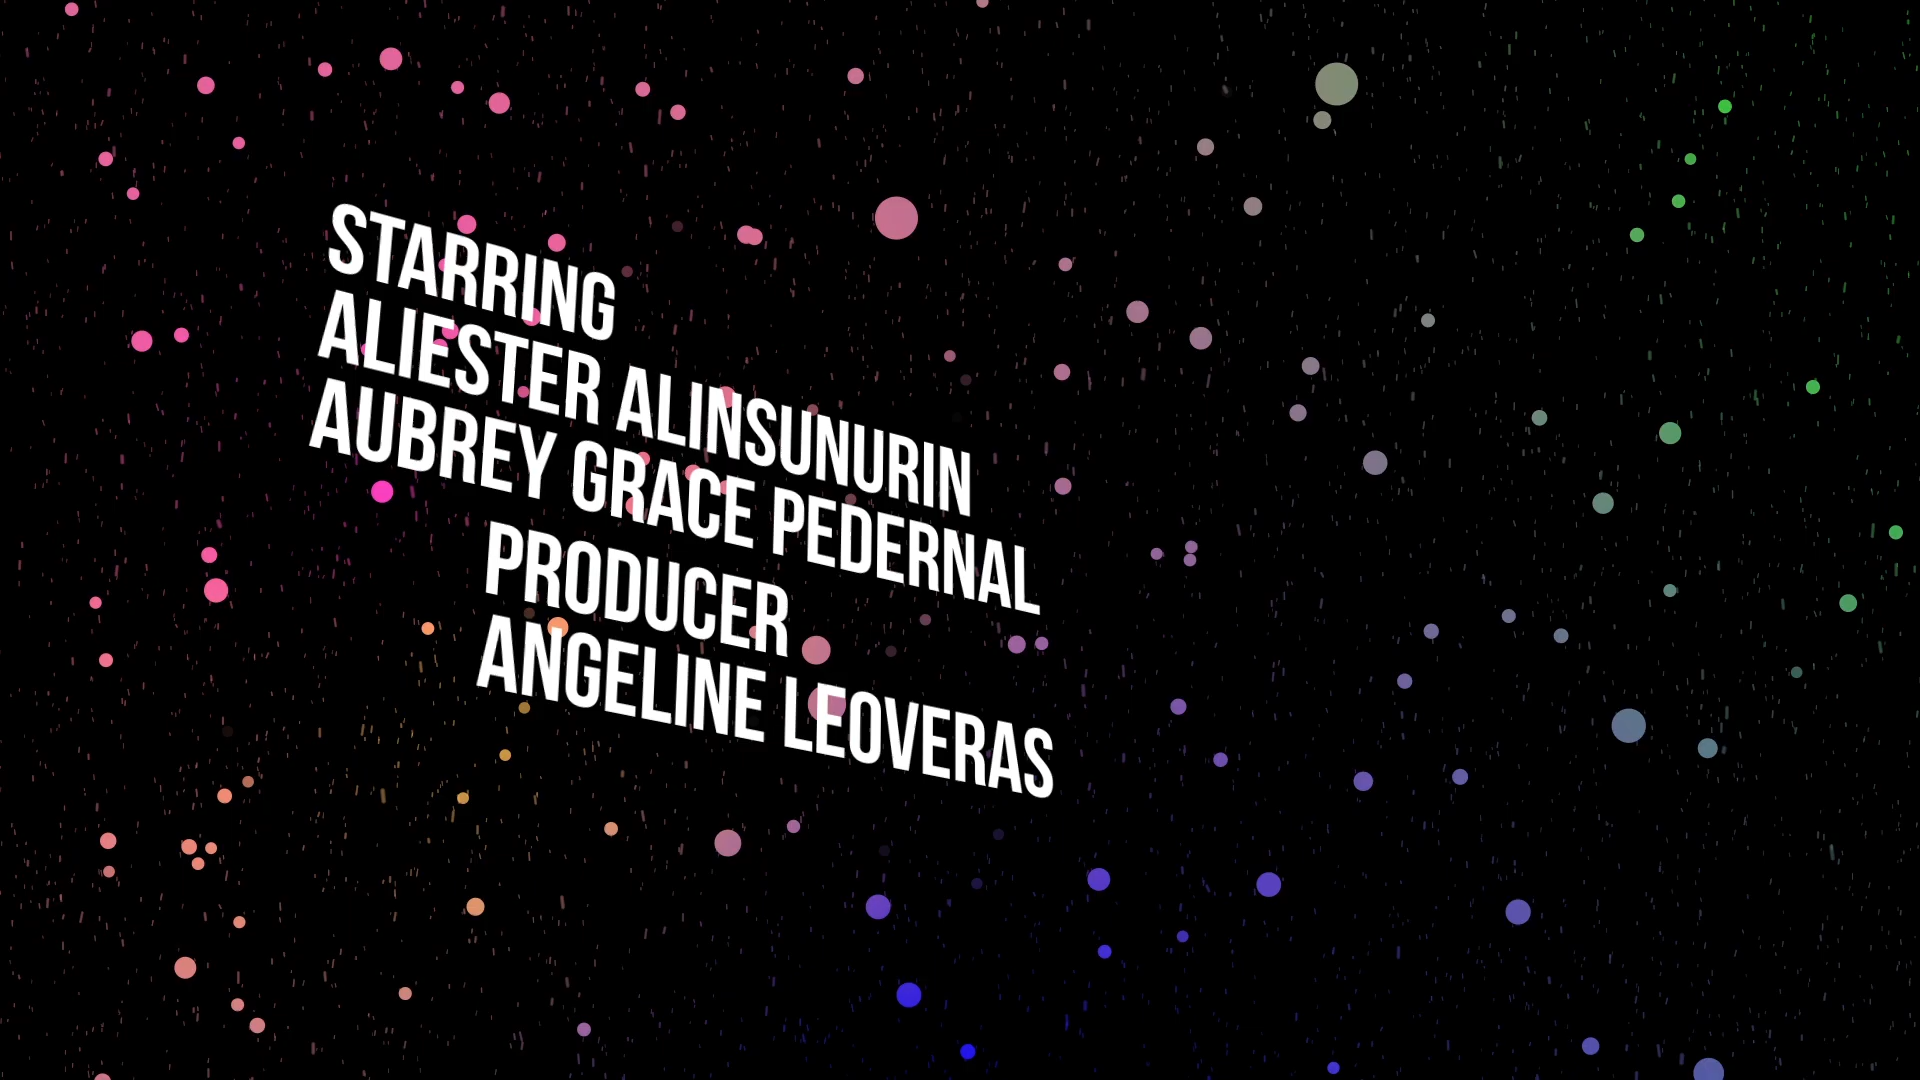 STARRING
ALIESTER ALINSUNURIN
AUBREY GRACE PEDERNAL
PRODUCER
ANGELINE LEOVERAS